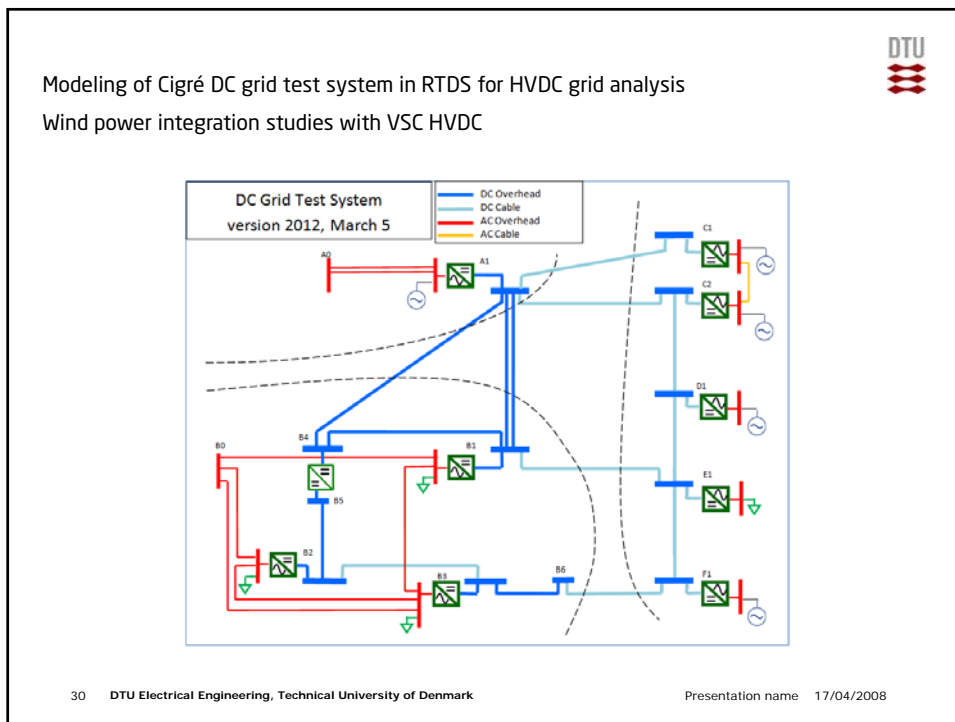 DTU
Modeling of Cigré DC grid test system in RTDS for HVDC grid analysis
Wind power integration studies with VSC HVDC
DC Grid Test System
version 2012, March 5
DC Overhead
DC Cable
AC Overhead
AC Cable
A0
A1
C1
C2
D1
B4
B0
B1
E1
B5
B2
B3
B6
F1
30 DTU Electrical Engineering, Technical University of Denmark
Presentation name 17/04/2008